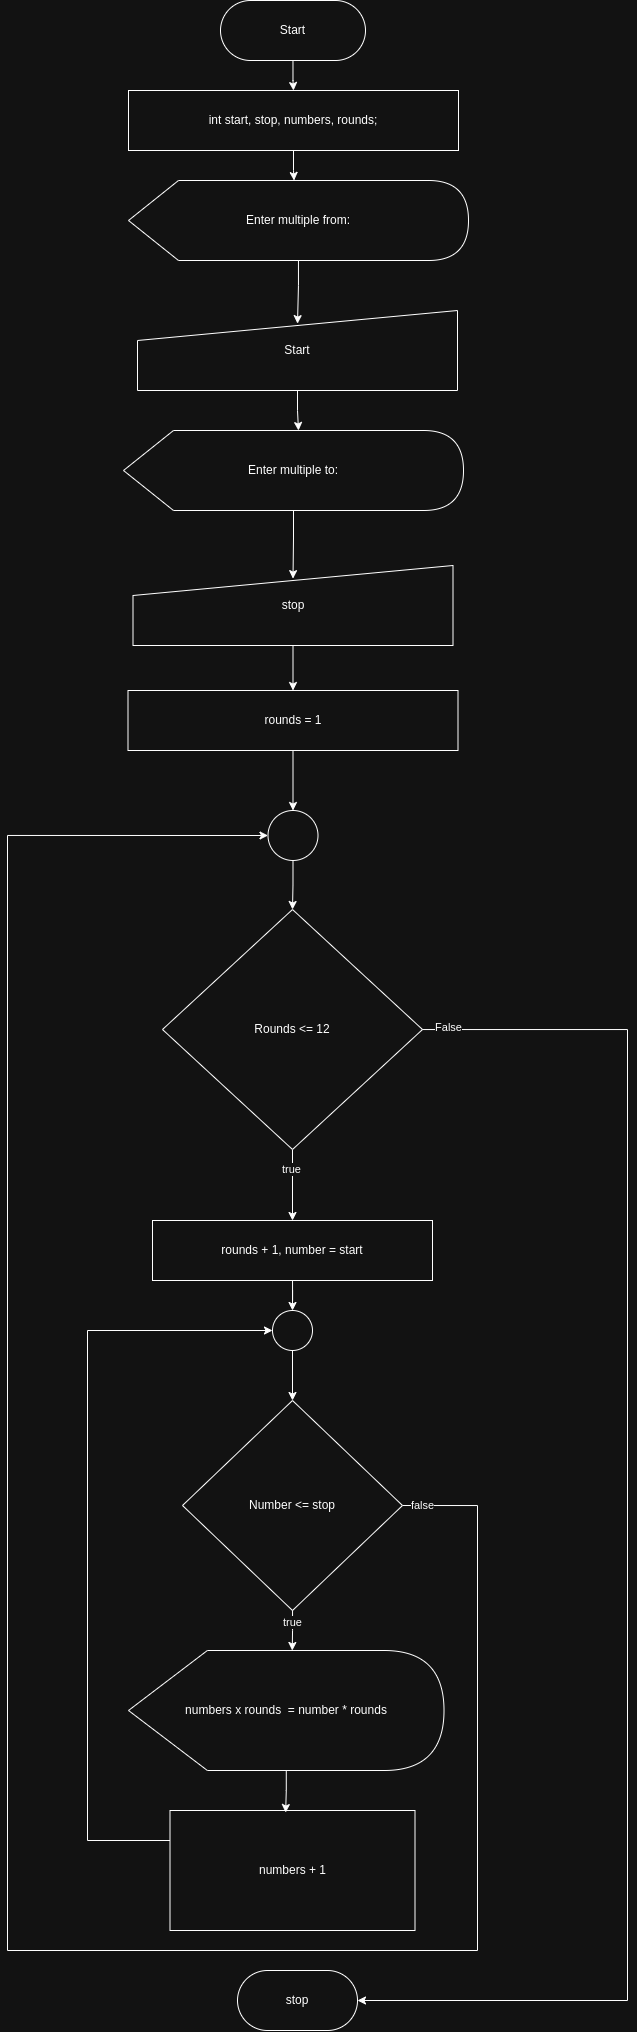 Start
int start, stop, numbers, rounds;
Enter multiple from:
Start
Enter multiple to:
stop
rounds = 1
Rounds <= 12
False
true
rounds + 1, number = start
Number <= stop
false
true
numbers x rounds  = number * rounds
numbers + 1
stop